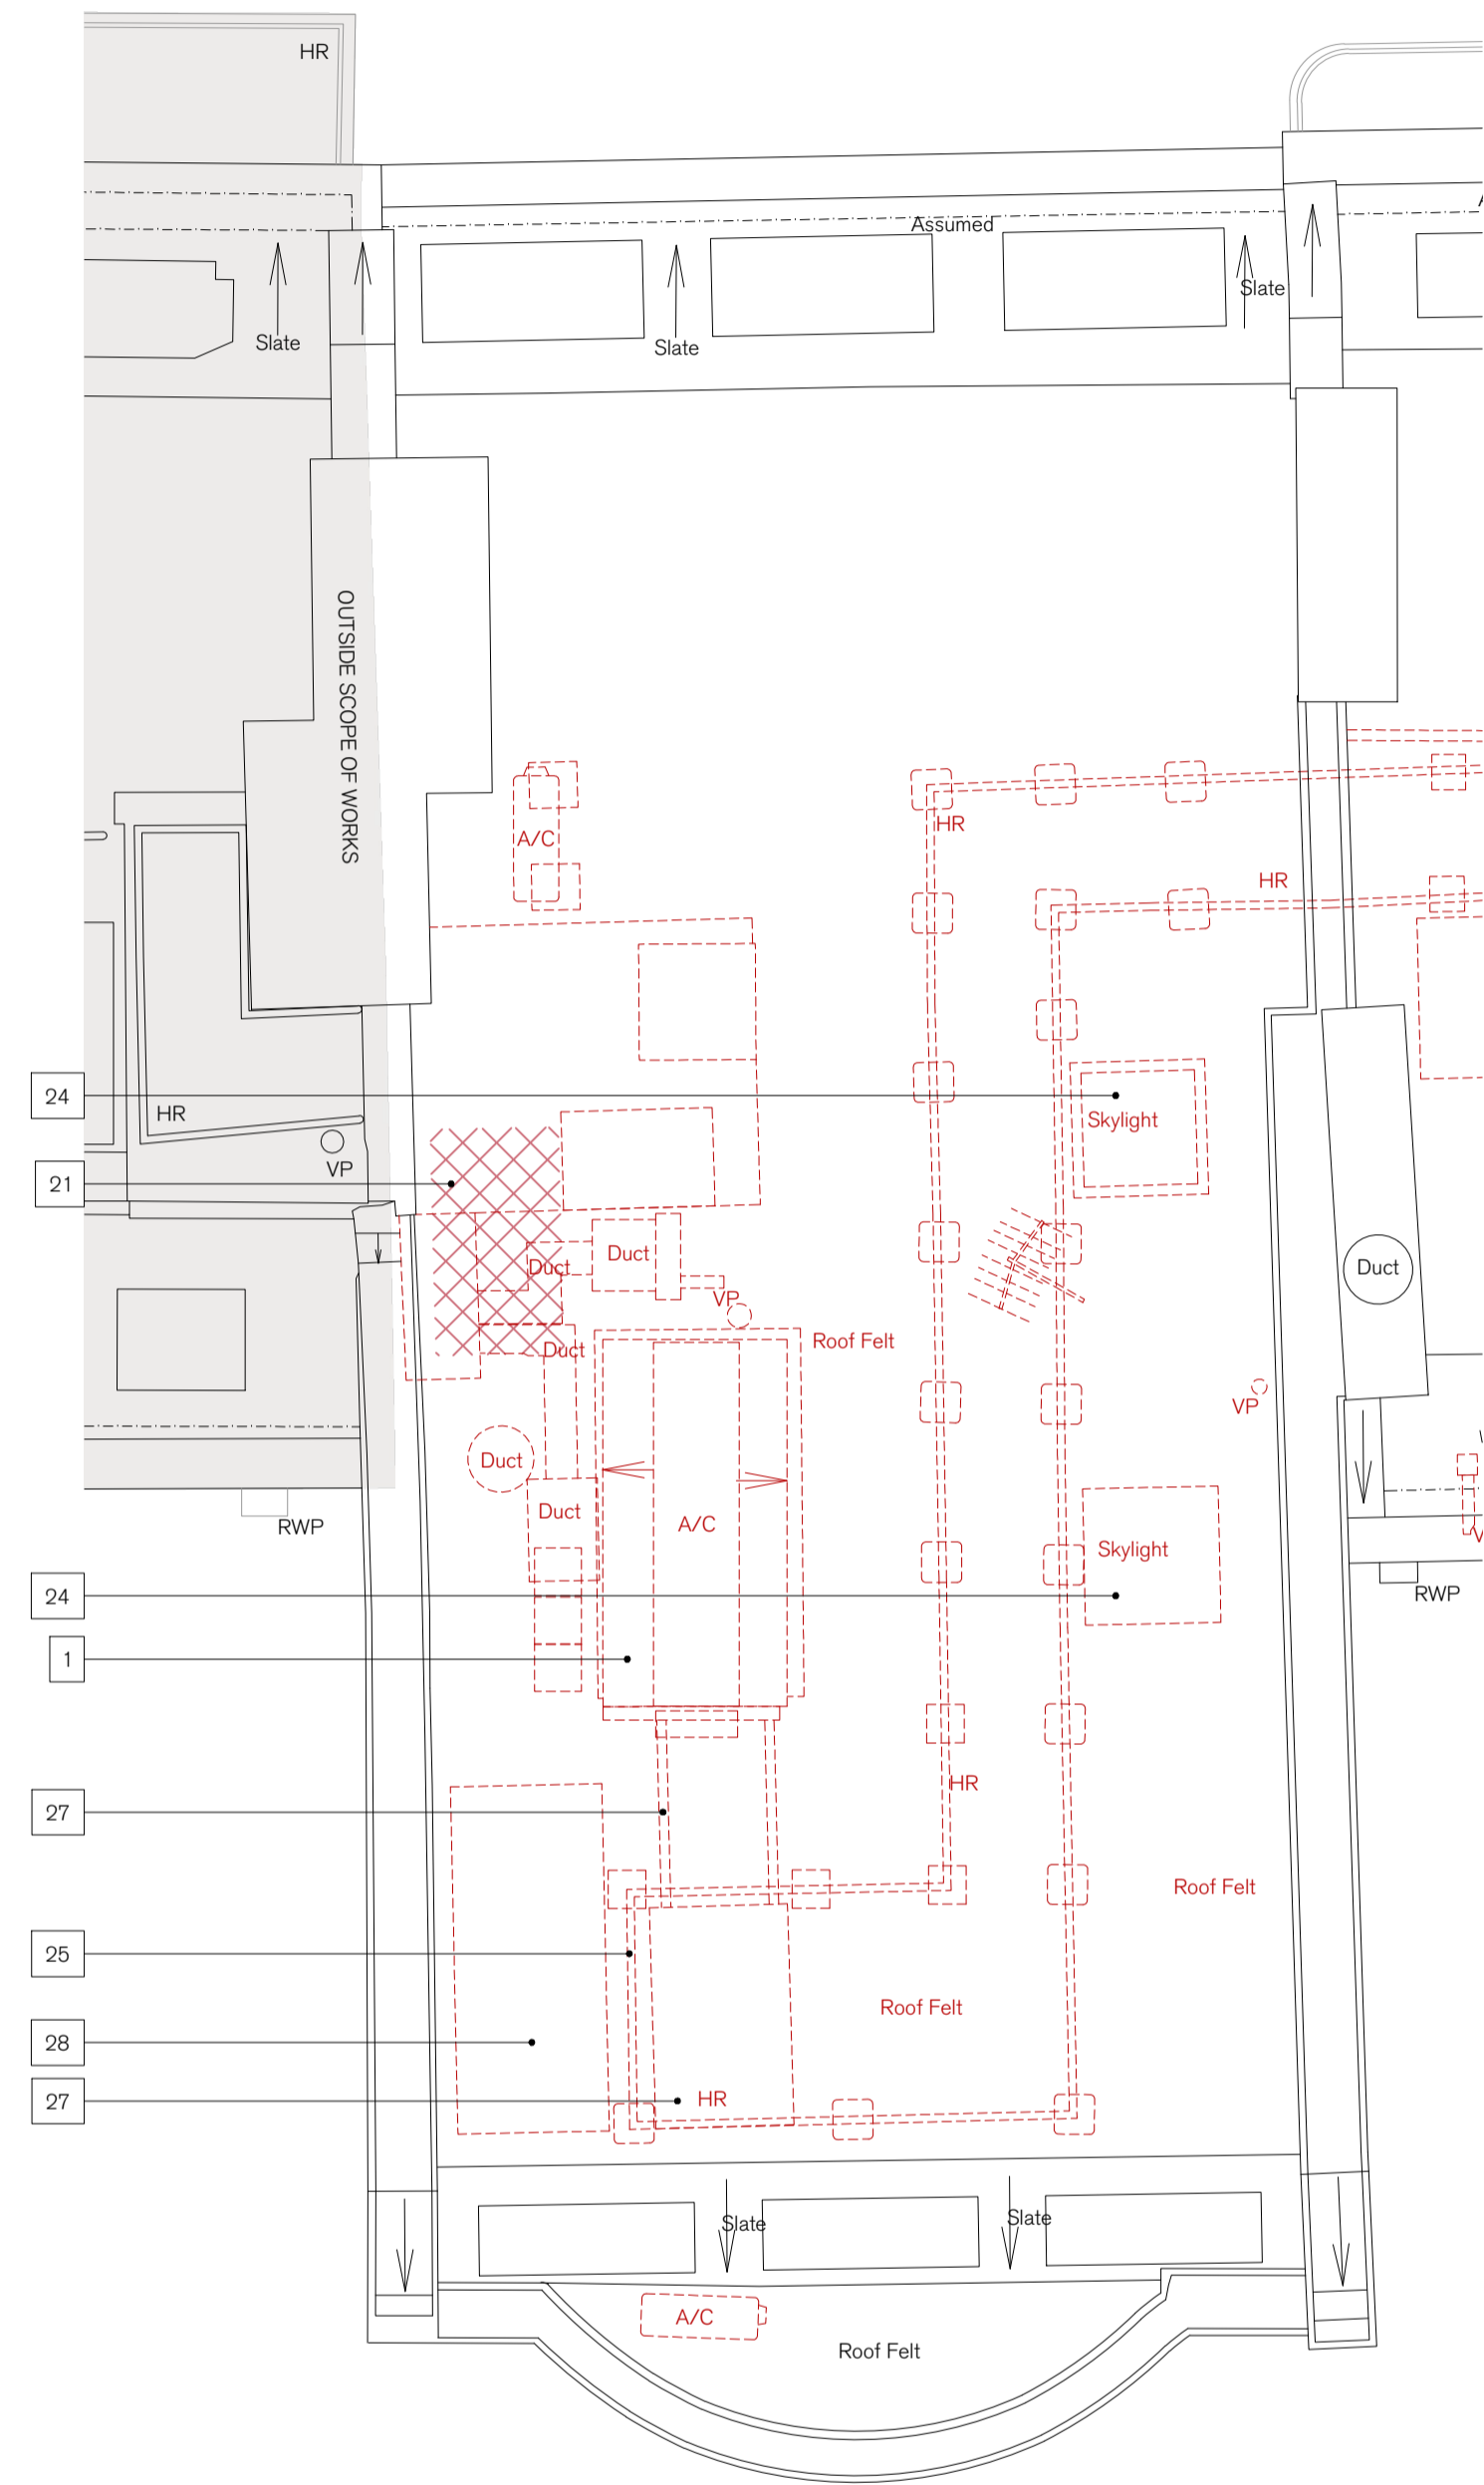 HR
Assumed
Slate
Slate
Slate
OUTSIDE SCOPE OF WORKS
A/C
HR
HR
24
HR
Skylight
VP
21
Duct
Duct
Duct
VP
Roof Felt
Duct
VP
Duct
Duct
RWP
A/C
Skylight
24
RWP
1
27
HR
Roof Felt
25
Roof Felt
28
27
HR
Slate
Slate
A/C
Roof Felt